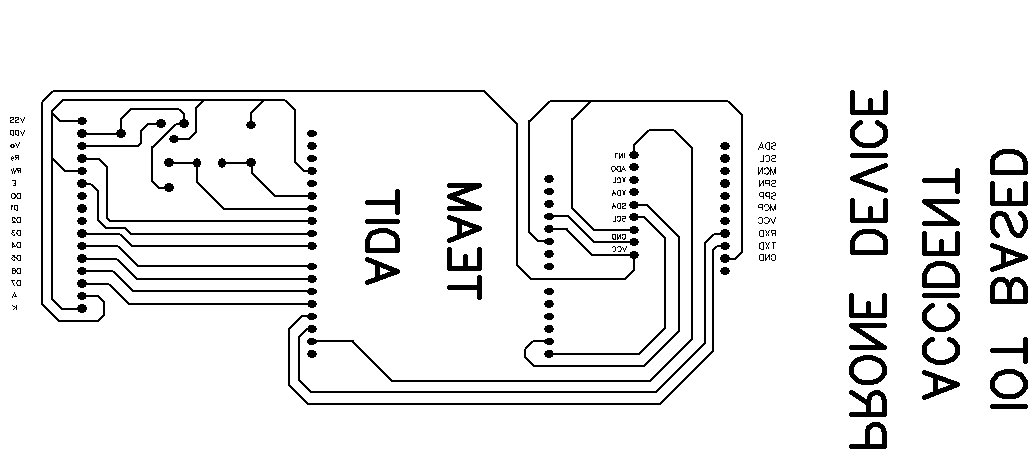 IOT BASED
ACCIDENT
PRONE DEVICE
TEAM
ADIT
VSS
VDD
Vo
Rs
RW
E
D0
D1
D2
D3
D4
D5
D6
D7
A
K
INT
ADO
XCL
XDA
SDA
SCL
GND
VCC
SDA
SCL
MCN
SPN
SPP
MCP
VCC
RXD
TXD
GND